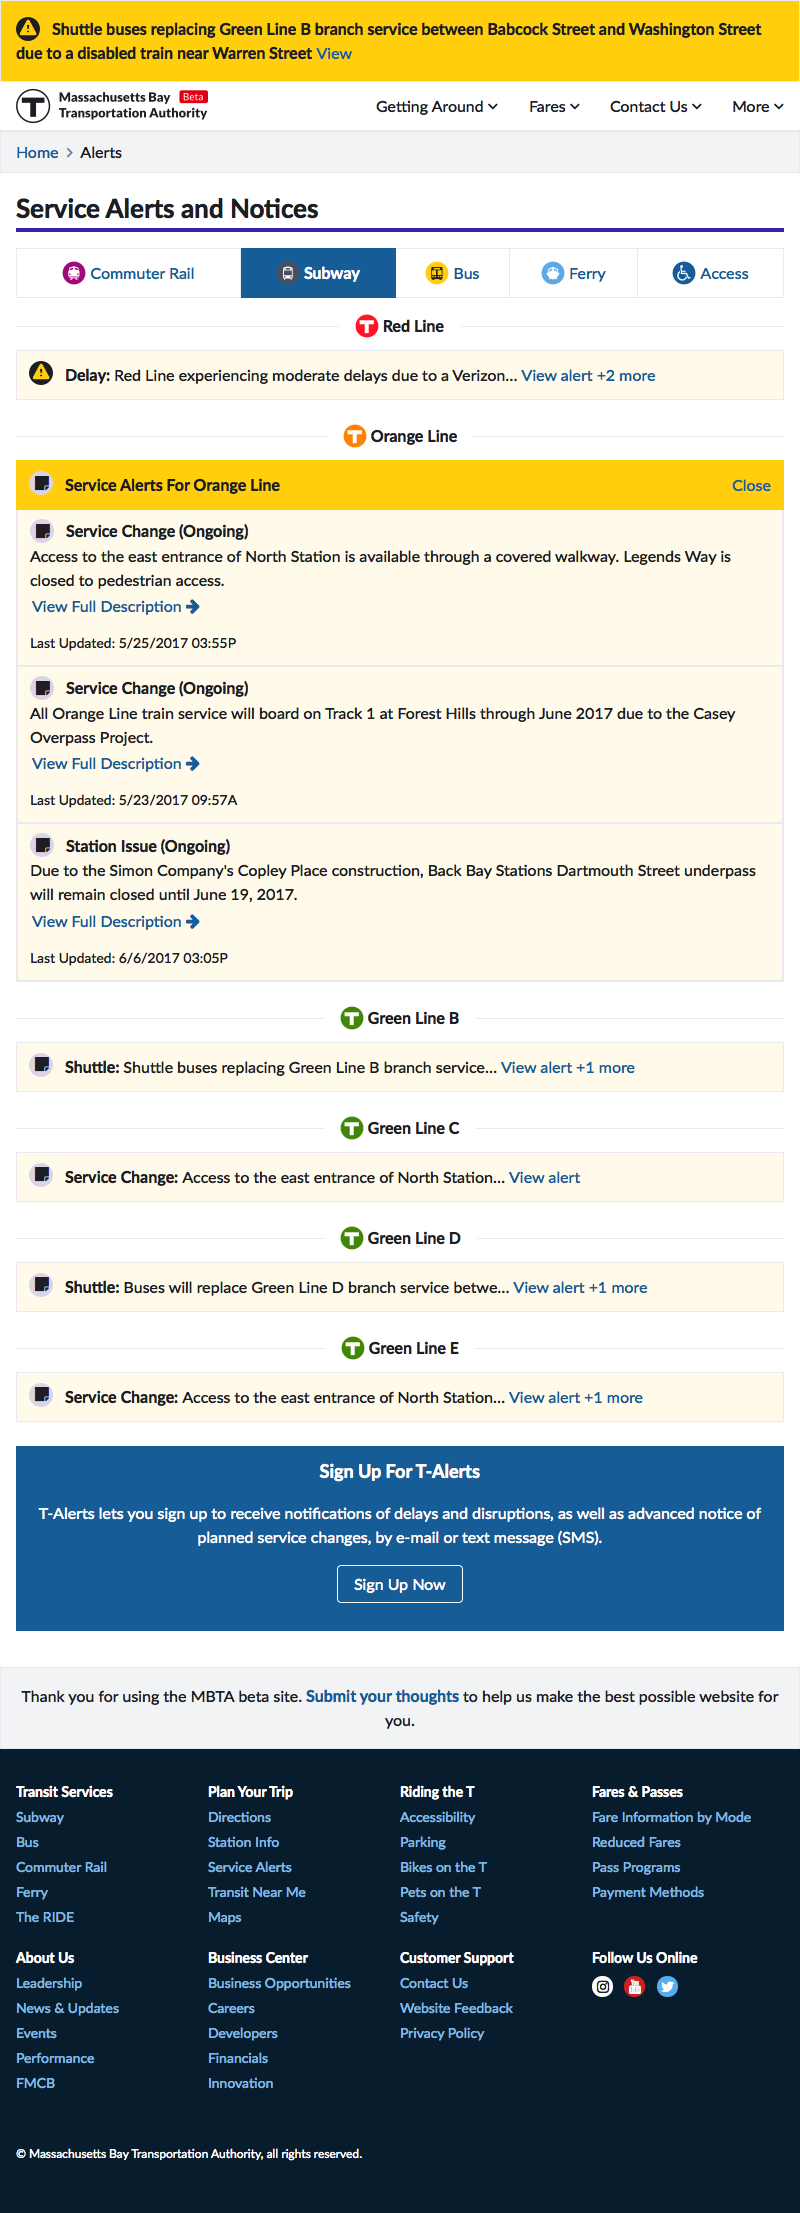 Shuttle buses replacing Green Line B branch service between Babcock Street and Washington Street
due to a disabled train near Warren Street View
T
Massachusetts Bay Beta
Transportation Authority
Getting Around Fares Contact Us More
Home > Alerts
Service Alerts and Notices
Commuter Rail Subway Bus Ferry Access
T Red Line
Delay: Red Line experiencing moderate delays due to a Verizon... View alert +2 more
T Orange Line
Service Alerts For Orange Line Close
Service Change (Ongoing)
Access to the east entrance of North Station is available through a covered walkway. Legends Way is
closed to pedestrian access.
View Full Description
Last Updated: 5/25/2017 03:55P
Service Change (Ongoing)
All Orange Line train service will board on Track 1 at Forest Hills through June 2017 due to the Casey
Overpass Project.
View Full Description
Last Updated: 5/23/2017 09:57A
Station Issue (Ongoing)
Due to the Simon Company's Copley Place construction, Back Bay Stations Dartmouth Street underpass
will remain closed until June 19, 2017.
View Full Description
Last Updated: 6/6/2017 03:05P
T Green Line B
Shuttle: Shuttle buses replacing Green Line B branch service... View alert +1 more
T Green Line C
Service Change: Access to the east entrance of North Station... View alert
T Green Line D
Shuttle: Buses will replace Green Line D branch service betwe... View alert +1 more
T Green Line E
Service Change: Access to the east entrance of North Station... View alert +1 more
Sign Up For T-Alerts
T-Alerts lets you sign up to receive notifications of delays and disruptions, as well as advanced notice of
planned service changes, by e-mail or text message (SMS).
Sign Up Now
Thank you for using the MBTA beta site. Submit your thoughts to help us make the best possible website for
you.
Transit Services
Subway
Bus
Commuter Rail
Ferry
The RIDE
Plan Your Trip
Directions
Station Info
Service Alerts
Transit Near Me
Maps
Riding the T
Accessibility
Parking
Bikes on the T
Pets on the T
Safety
Fares & Passes
Fare Information by Mode
Reduced Fares
Pass Programs
Payment Methods
About Us
Leadership
News & Updates
Events
Performance
FMCB
Business Center
Business Opportunities
Careers
Developers
Financials
Innovation
Customer Support
Contact Us
Website Feedback
Privacy Policy
Follow Us Online
© Massachusetts Bay Transportation Authority, all rights reserved.